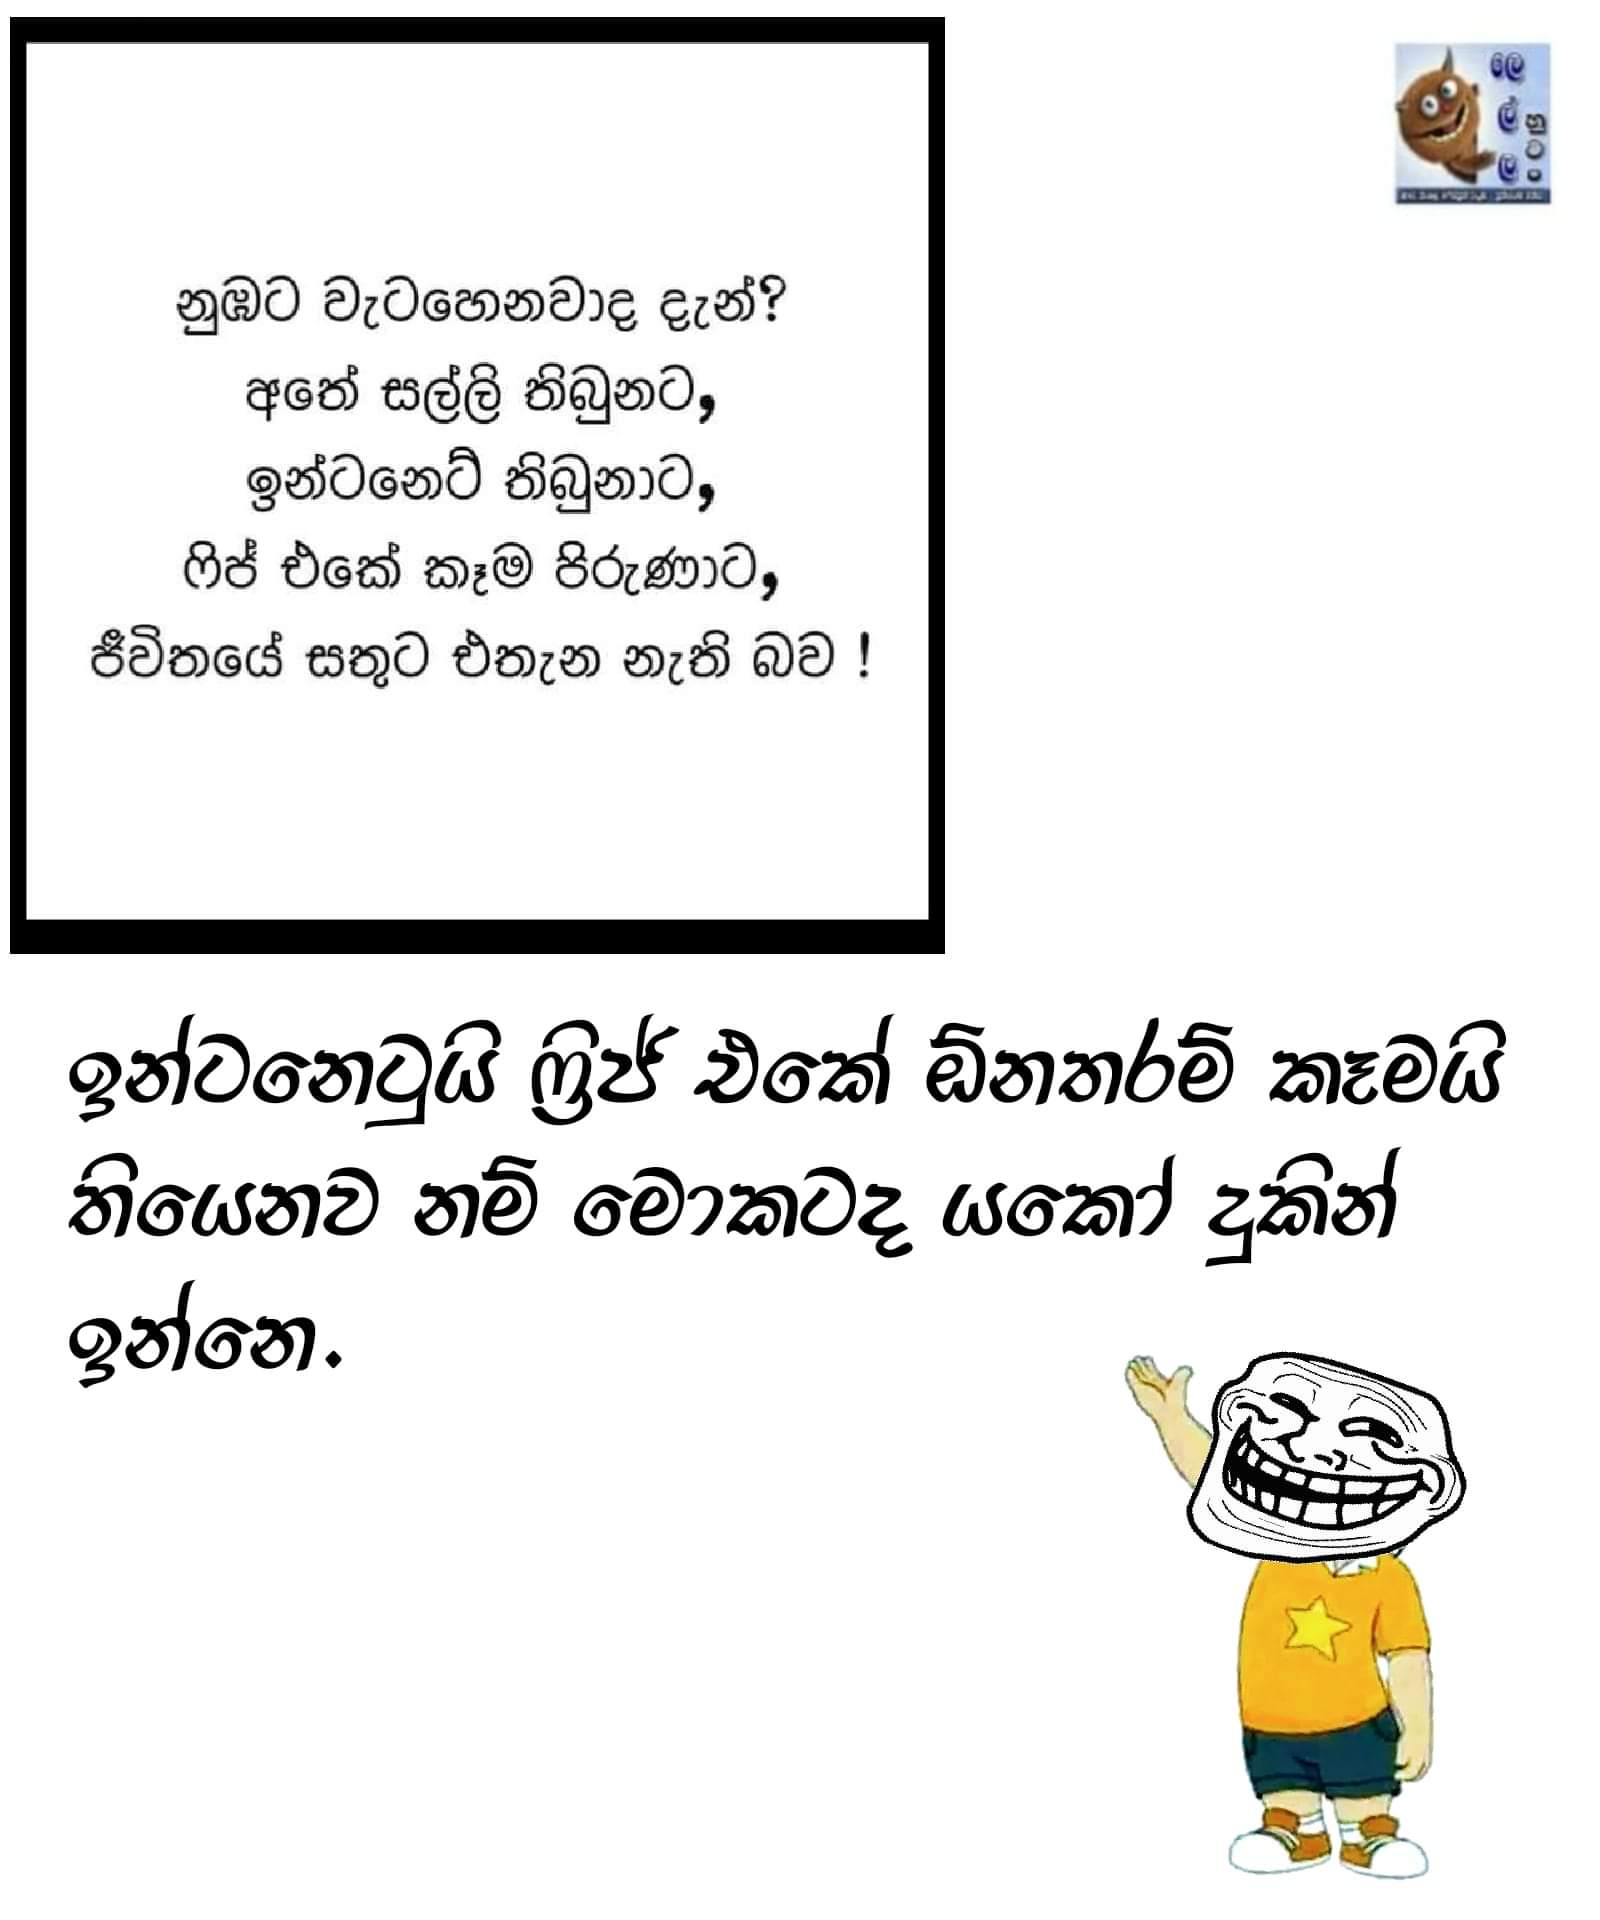 නුඹට වැටහෙනවාද දැන්?
අතේ සල්ලි තිබුනට,
ඉන්ටනෙට් තිබුනාට,
ෆිජ් එකේ කෑම පිරුණාට,
ජීවිතයේ සතුට එතැන නැති බව !
ඉන්ටනෙටුයි ෆ්‍රිජ් එකේ ඕනතරම් කෑමයි
තියෙනව නම් මොකටද යකෝ දුකින්
ඉන්නෙ.